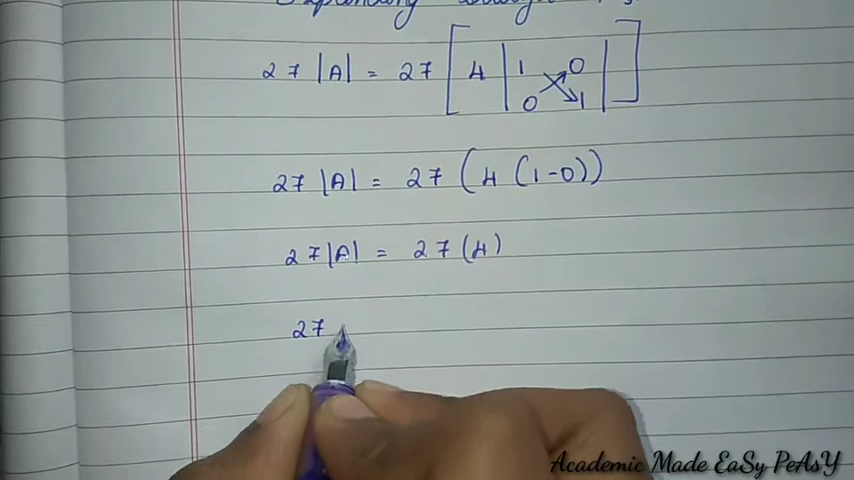 27 |A| = 27 [ 4 | 1 0
0 1 | ]
27 |A| = 27 ( 4 ( 1 - 0 ) )
27 |A| = 27 ( 4 )
27
Academic Made EaSy PeAsY